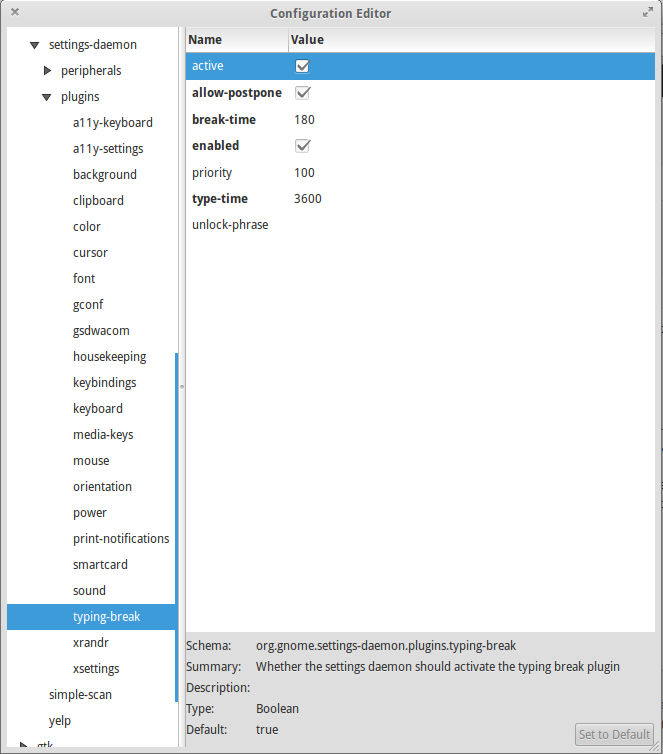 Configuration Editor
settings-daemon
peripherals
plugins
a11y-keyboard
a11y-settings
background
clipboard
color
cursor
font
gconf
gsdwacom
housekeeping
keybindings
keyboard
media-keys
mouse
orientation
power
print-notifications
smartcard
sound
typing-break
xrandr
xsettings
simple-scan
yelp
gtk
Name Value
active
allow-postpone
break-time 180
enabled
priority 100
type-time 3600
unlock-phrase
Schema: org.gnome.settings-daemon.plugins.typing-break
Summary: Whether the settings daemon should activate the typing break plugin
Description:
Type: Boolean
Default: true
Set to Default